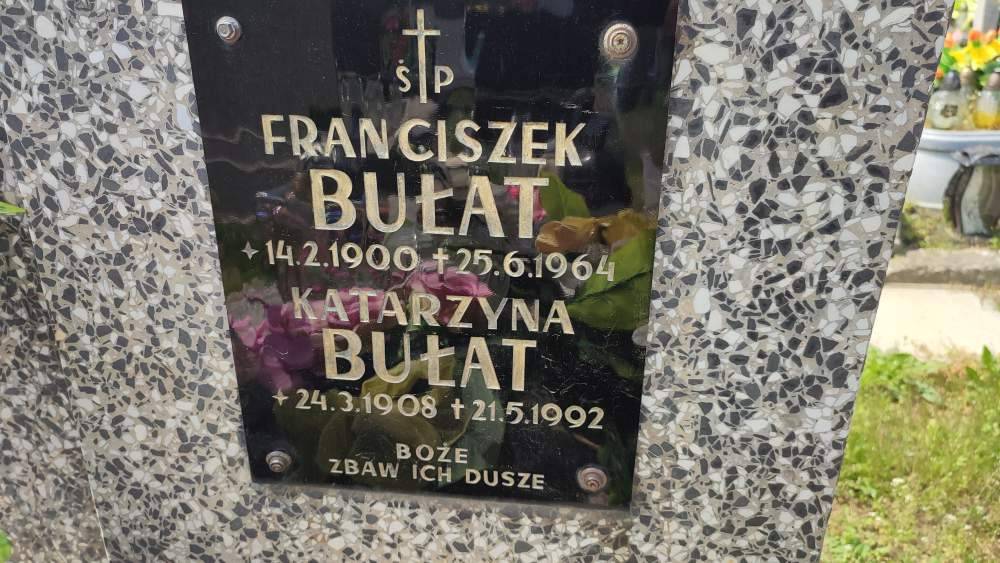 Ś P
FRANCISZEK
BUŁAT
14.2.1900 † 25.6.1964
KATARZYNA
BUŁAT
24.3.1908 † 21.5.1992
BOŻE
ZBAW ICH DUSZE